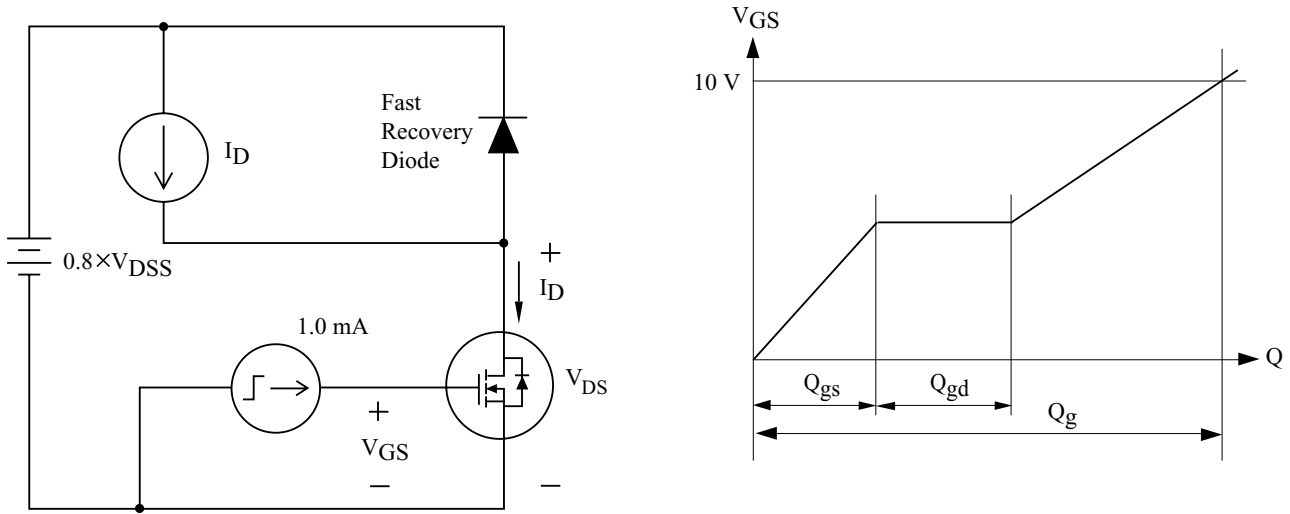 I_D
Fast
Recovery
Diode
0.8×V_DSS
+
I_D
1.0 mA
V_DS
+
V_GS
−
−
V_GS
10 V
Q
Q_gs
Q_gd
Q_g